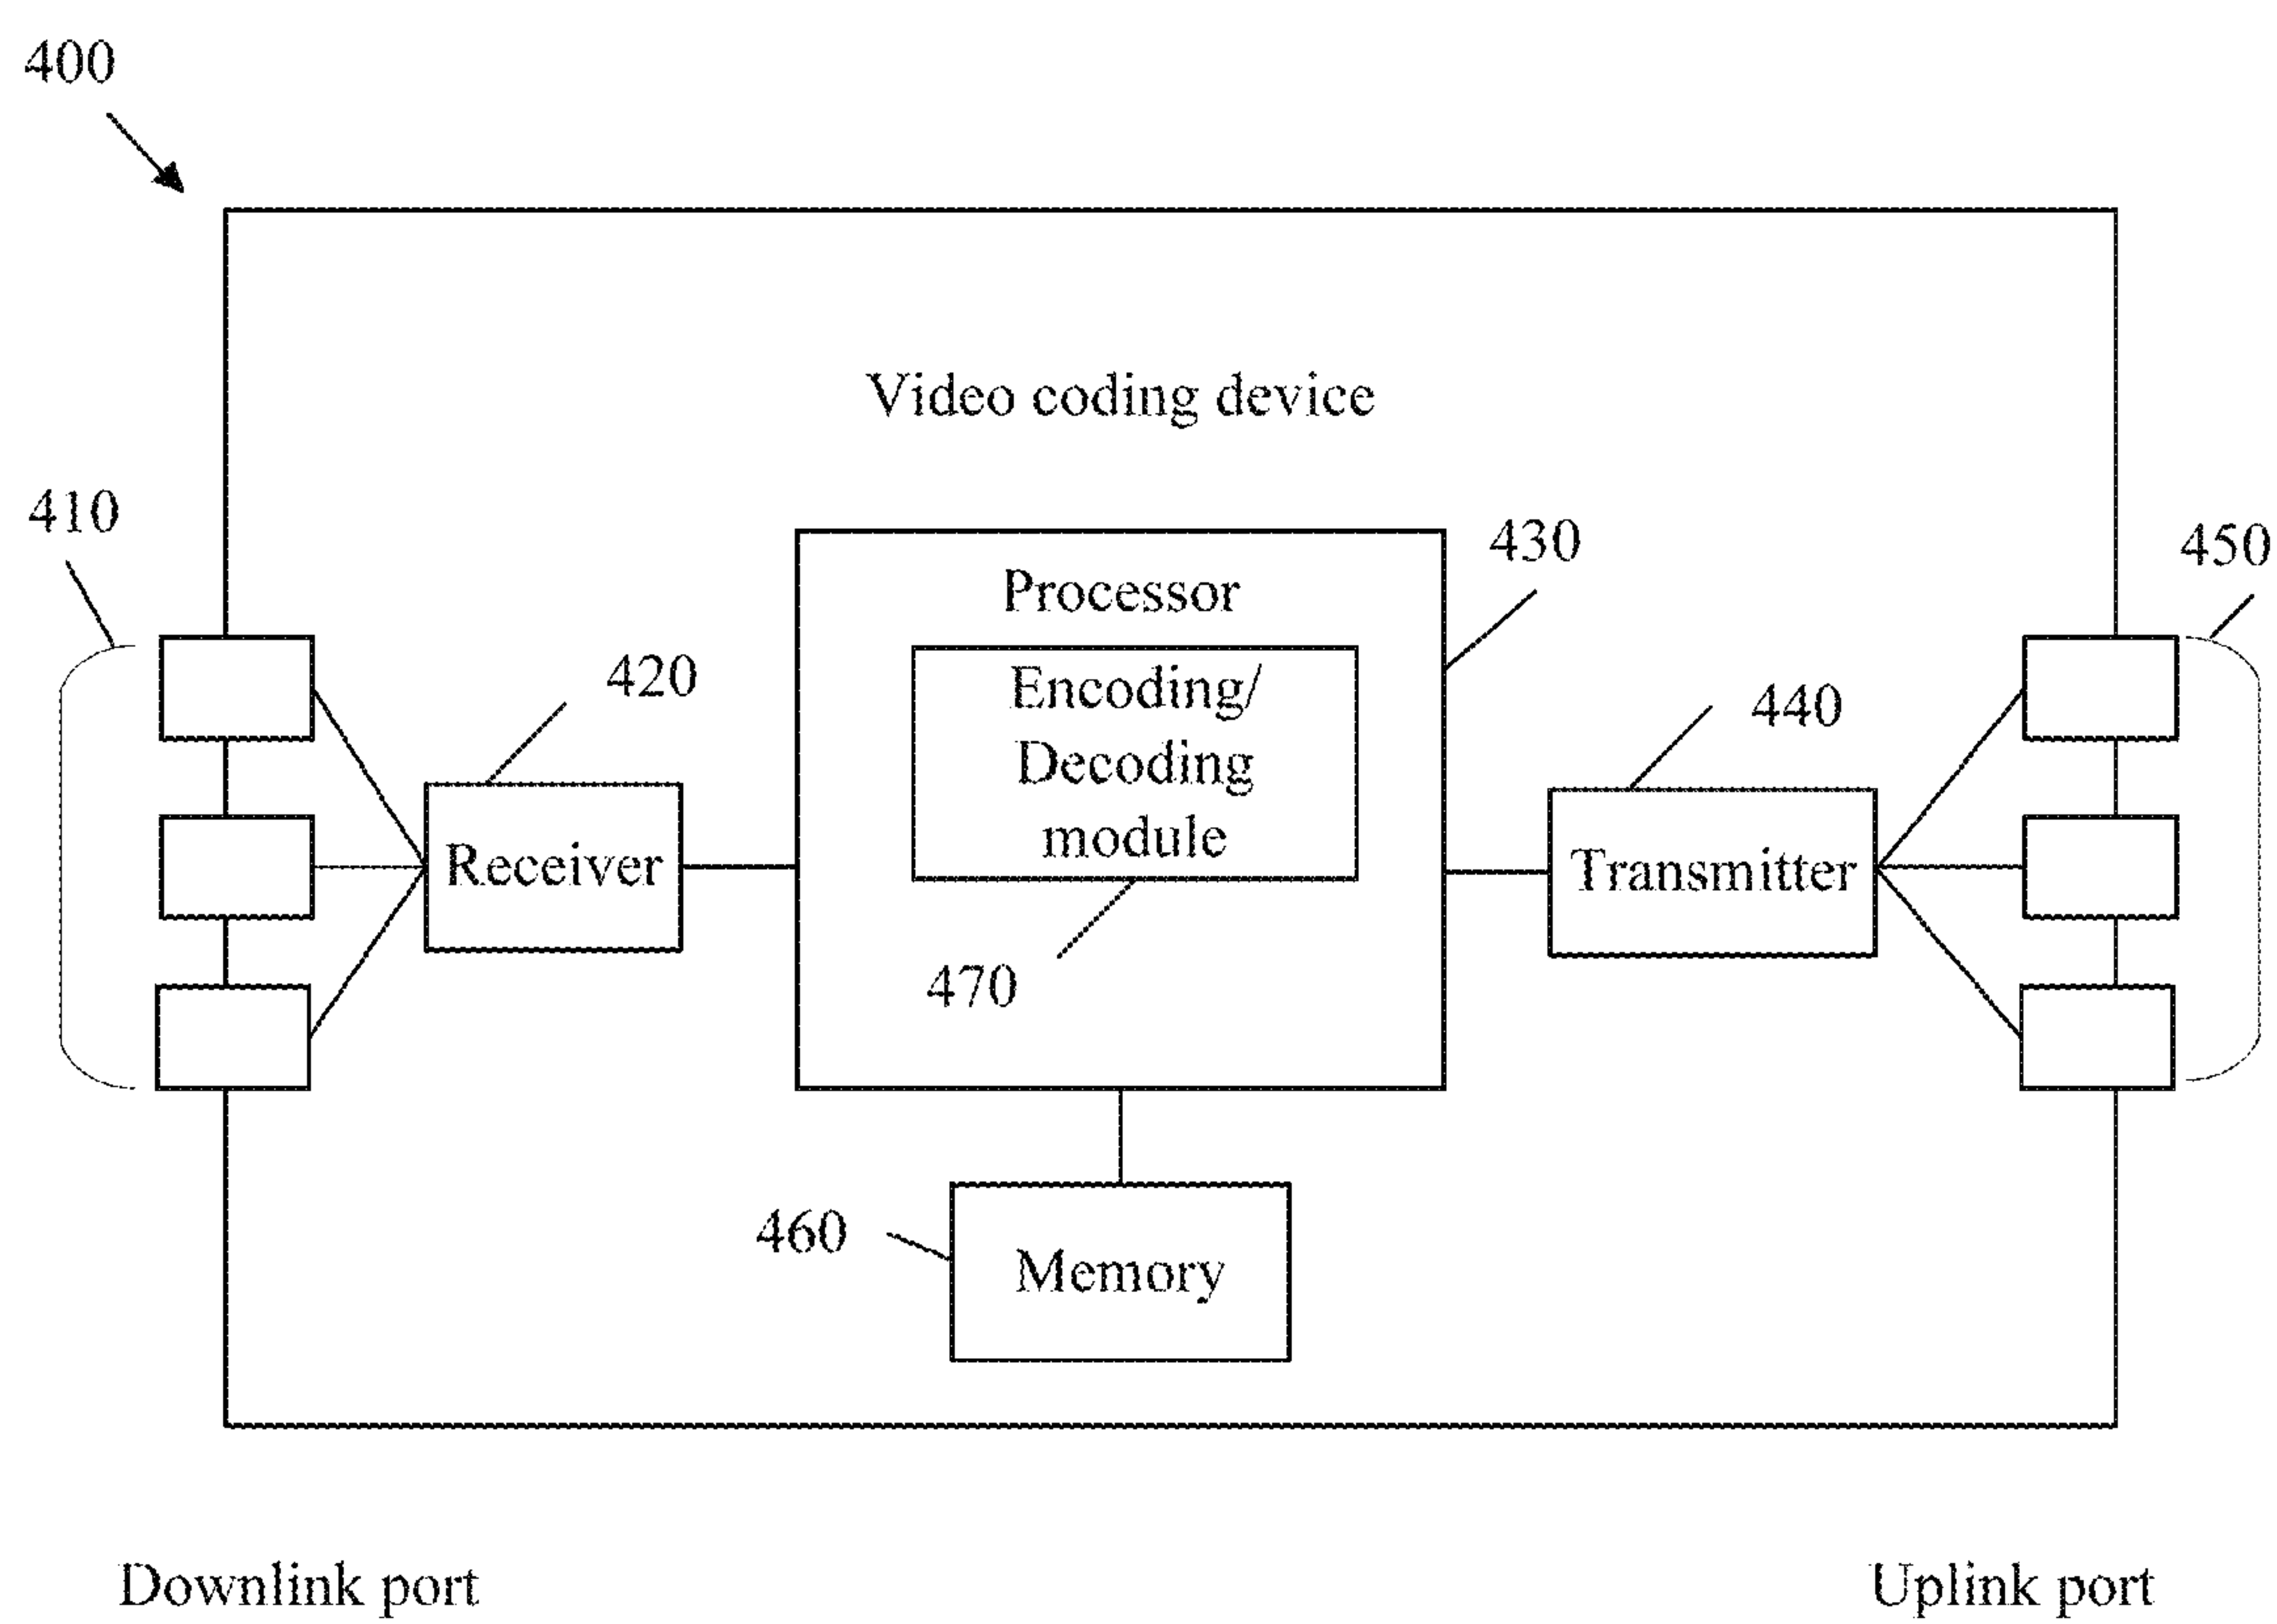 400
Video coding device
410
430
450
Processor
420
Encoding/
Decoding
module
440
Receiver
Transmitter
470
460
Memory
Downlink port
Uplink port